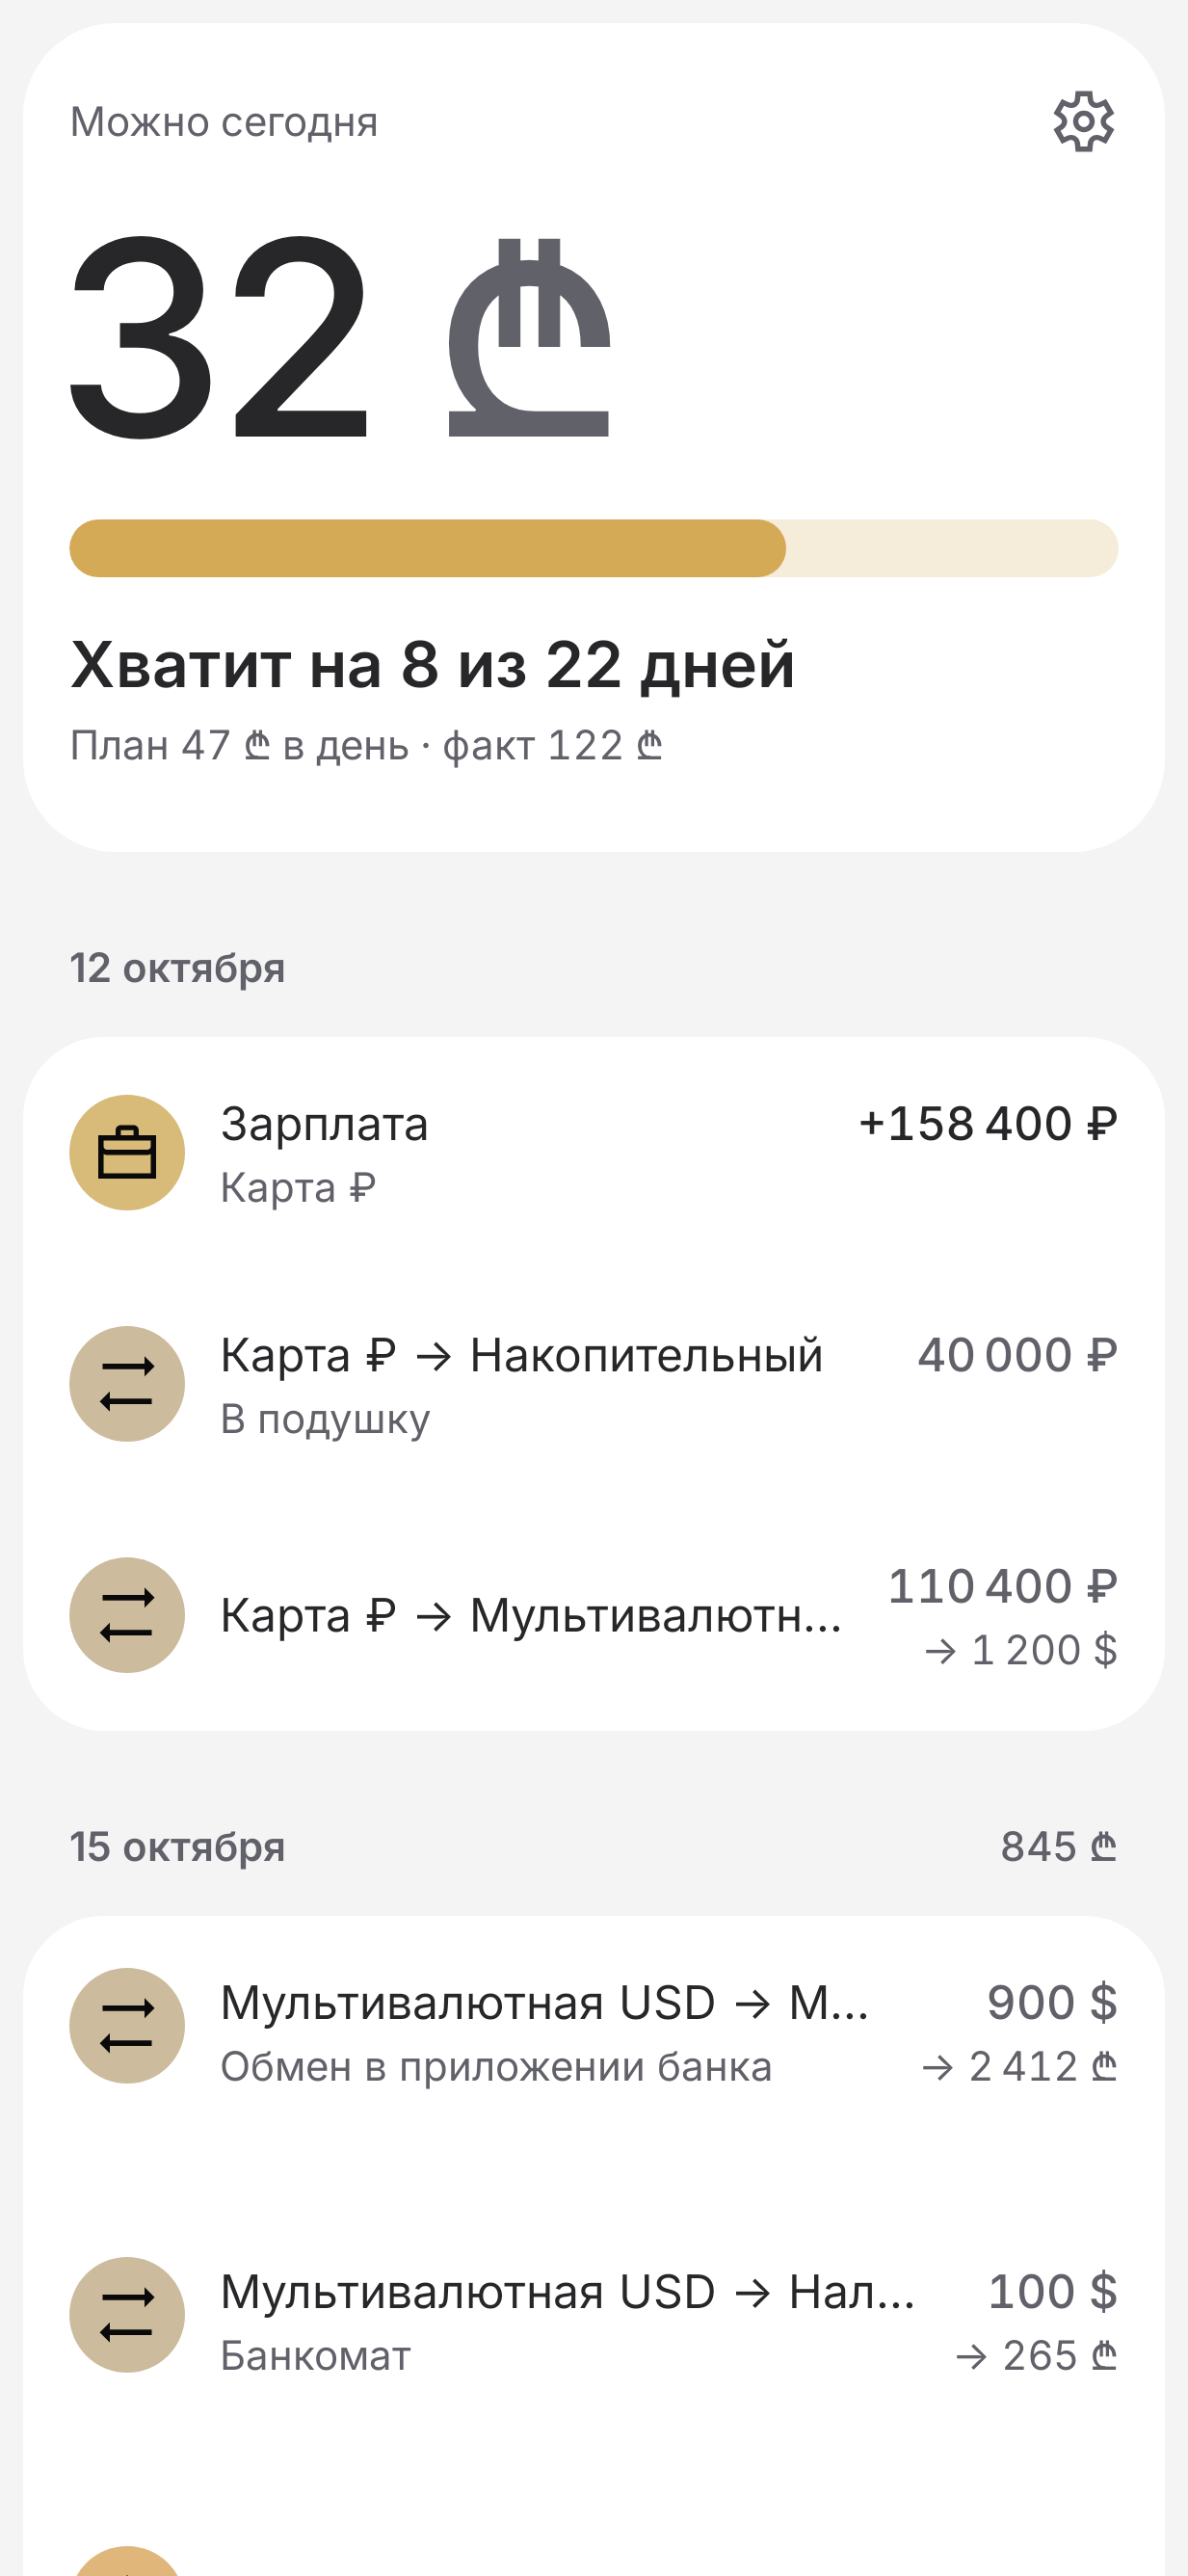 Можно сегодня
32 ₾
Хватит на 8 из 22 дней
План 47 ₾ в день · факт 122 ₾
12 октября
Зарплата +158 400 ₽
Карта ₽
Карта ₽ → Накопительный 40 000 ₽
В подушку
Карта ₽ → Мультивалютн... 110 400 ₽
→ 1 200 $
15 октября 845 ₾
Мультивалютная USD → М... 900 $
Обмен в приложении банка → 2 412 ₾
Мультивалютная USD → Нал... 100 $
Банкомат → 265 ₾